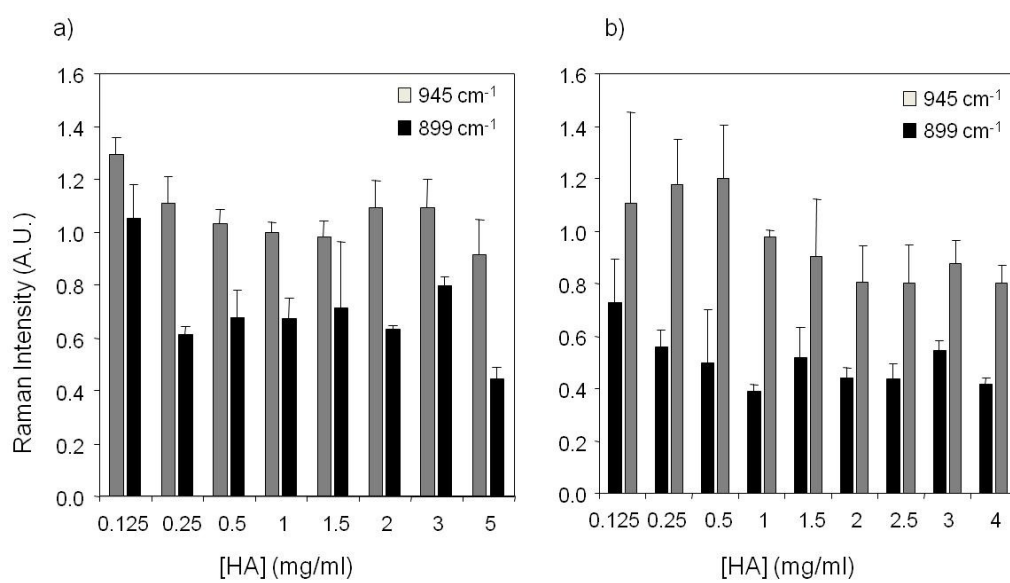 a)
Raman Intensity (A.U.)
1.6
1.4
1.2
1.0
0.8
0.6
0.4
0.2
0.0
945 cm-1
899 cm-1
0.125 0.25 0.5 1 1.5 2 3 5
[HA] (mg/ml)
b)
1.6
1.4
1.2
1.0
0.8
0.6
0.4
0.2
0.0
945 cm-1
899 cm-1
0.125 0.25 0.5 1 1.5 2 2.5 3 4
[HA] (mg/ml)